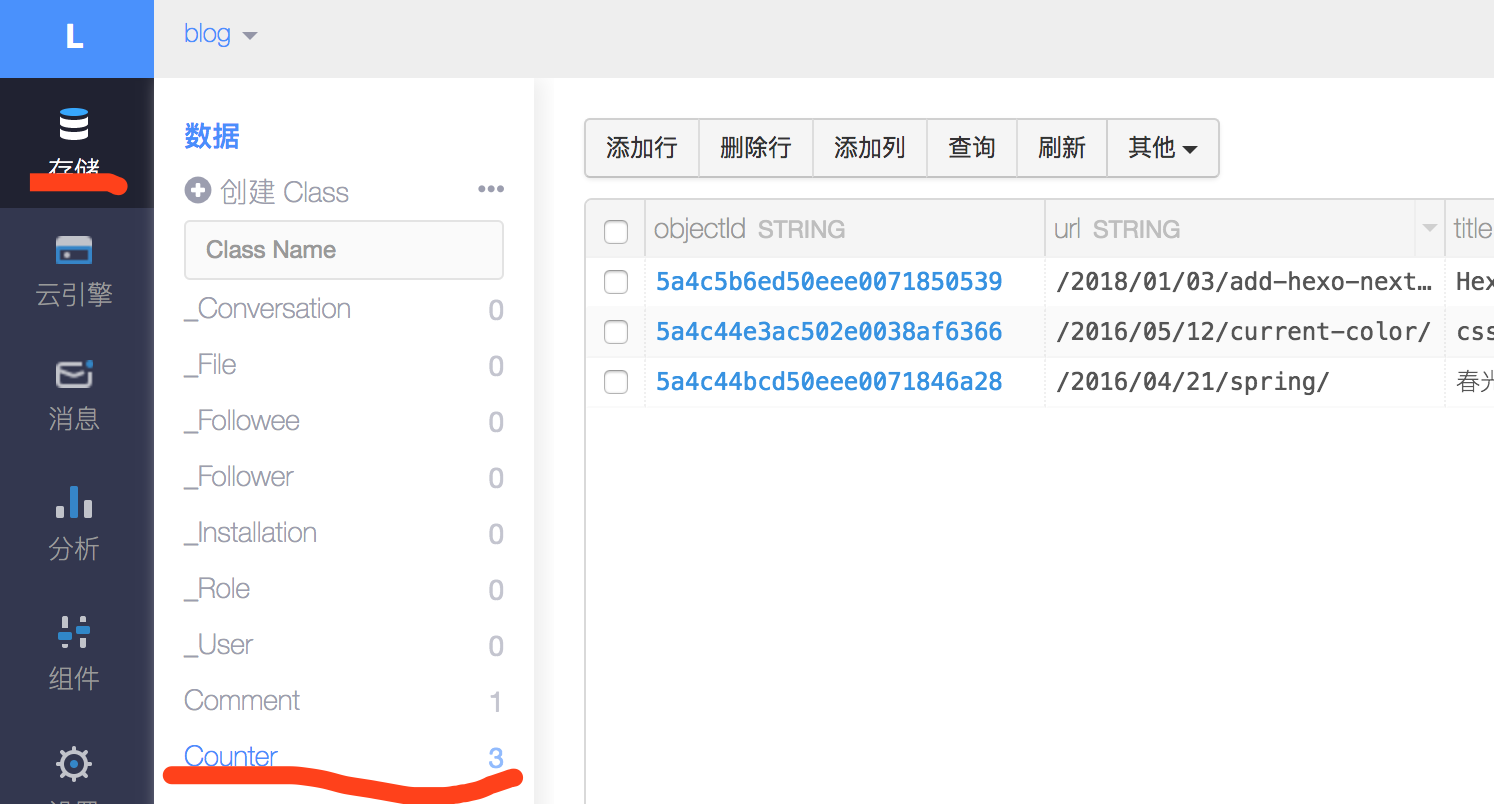 L
blog
存储
云引擎
消息
分析
组件
数据
创建 Class
Class Name
_Conversation 0
_File 0
_Followee 0
_Follower 0
_Installation 0
_Role 0
_User 0
Comment 1
Counter 3
添加行 删除行 添加列 查询 刷新 其他
objectId STRING url STRING title
5a4c5b6ed50eee0071850539 /2018/01/03/add-hexo-next… Hex
5a4c44e3ac502e0038af6366 /2016/05/12/current-color/ css
5a4c44bcd50eee0071846a28 /2016/04/21/spring/ 春光